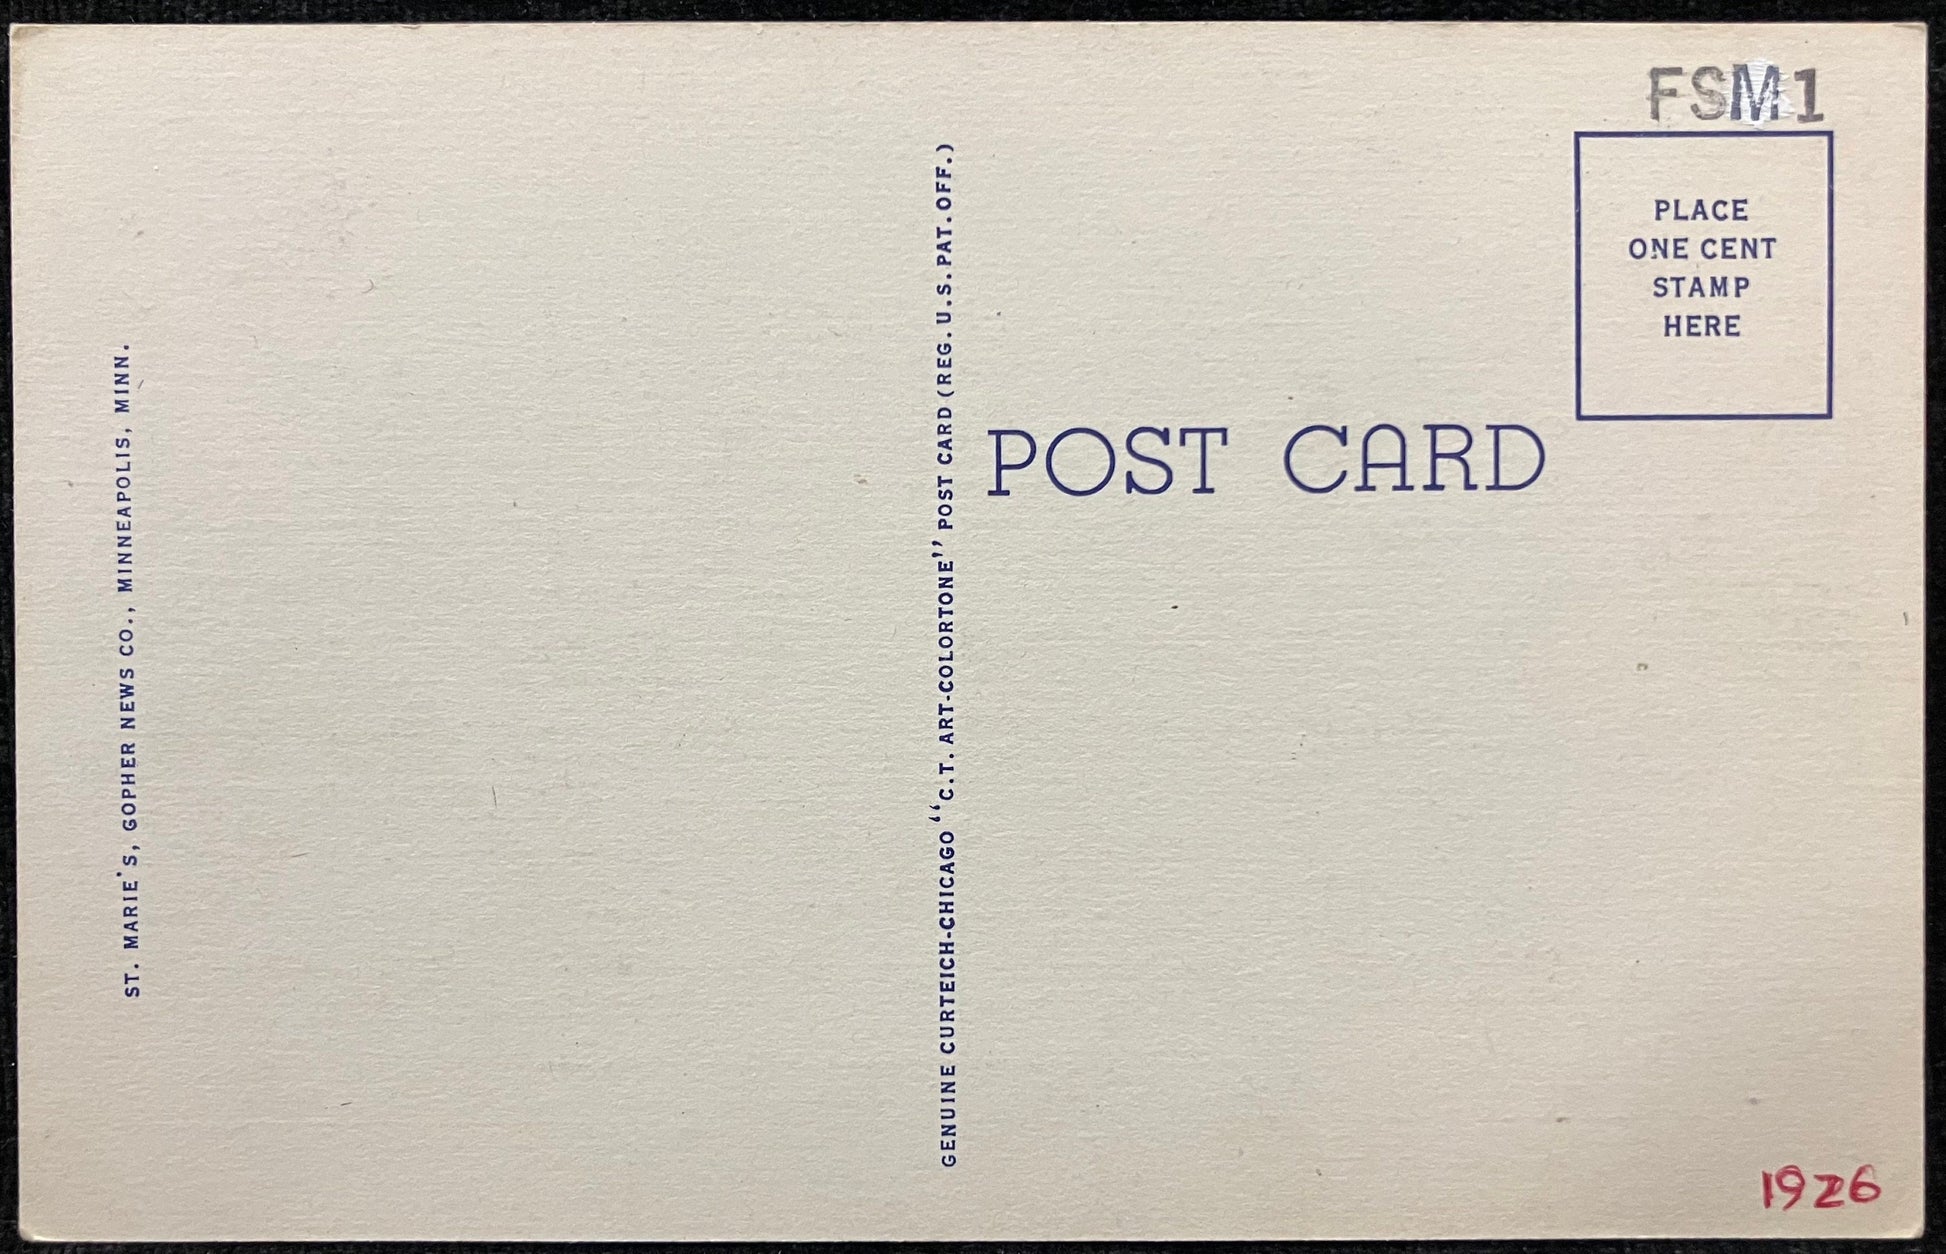 FSM1
PLACE
ONE CENT
STAMP
HERE
ST. MARIE'S, GOPHER NEWS CO., MINNEAPOLIS, MINN.
GENUINE CURTEICH-CHICAGO "C.T. ART-COLORTONE" POST CARD (REG. U.S. PAT. OFF.)
POST CARD
1926